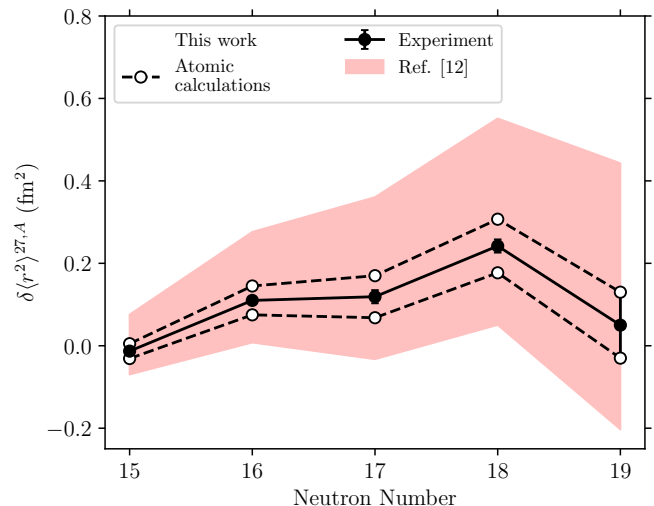 0.8
0.6
0.4
0.2
0.0
−0.2
δ⟨r²⟩²⁷,ᴬ (fm²)
This work
Atomic
calculations
Experiment
Ref. [12]
15 16 17 18 19
Neutron Number